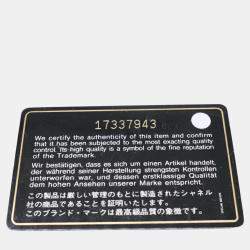 17337943
We certify the authenticity of this item and confirm
that it has been subjected to the most exacting quality
control. Its high quality is a symbol of the fine reputation
of the Trademark.
Wir bestätigen, dass es sich um einen Artikel handelt,
der während seiner Herstellung strengsten Kontrollen
unterworfen war, und dessen erstklassige Qualität
dem hohen Ansehen unserer Marke entspricht.
この製品は厳しい管理のもとに製造されたシャネル
社の商品であることを証明いたします。
このブランド・マークは最高級品質の象徴です。